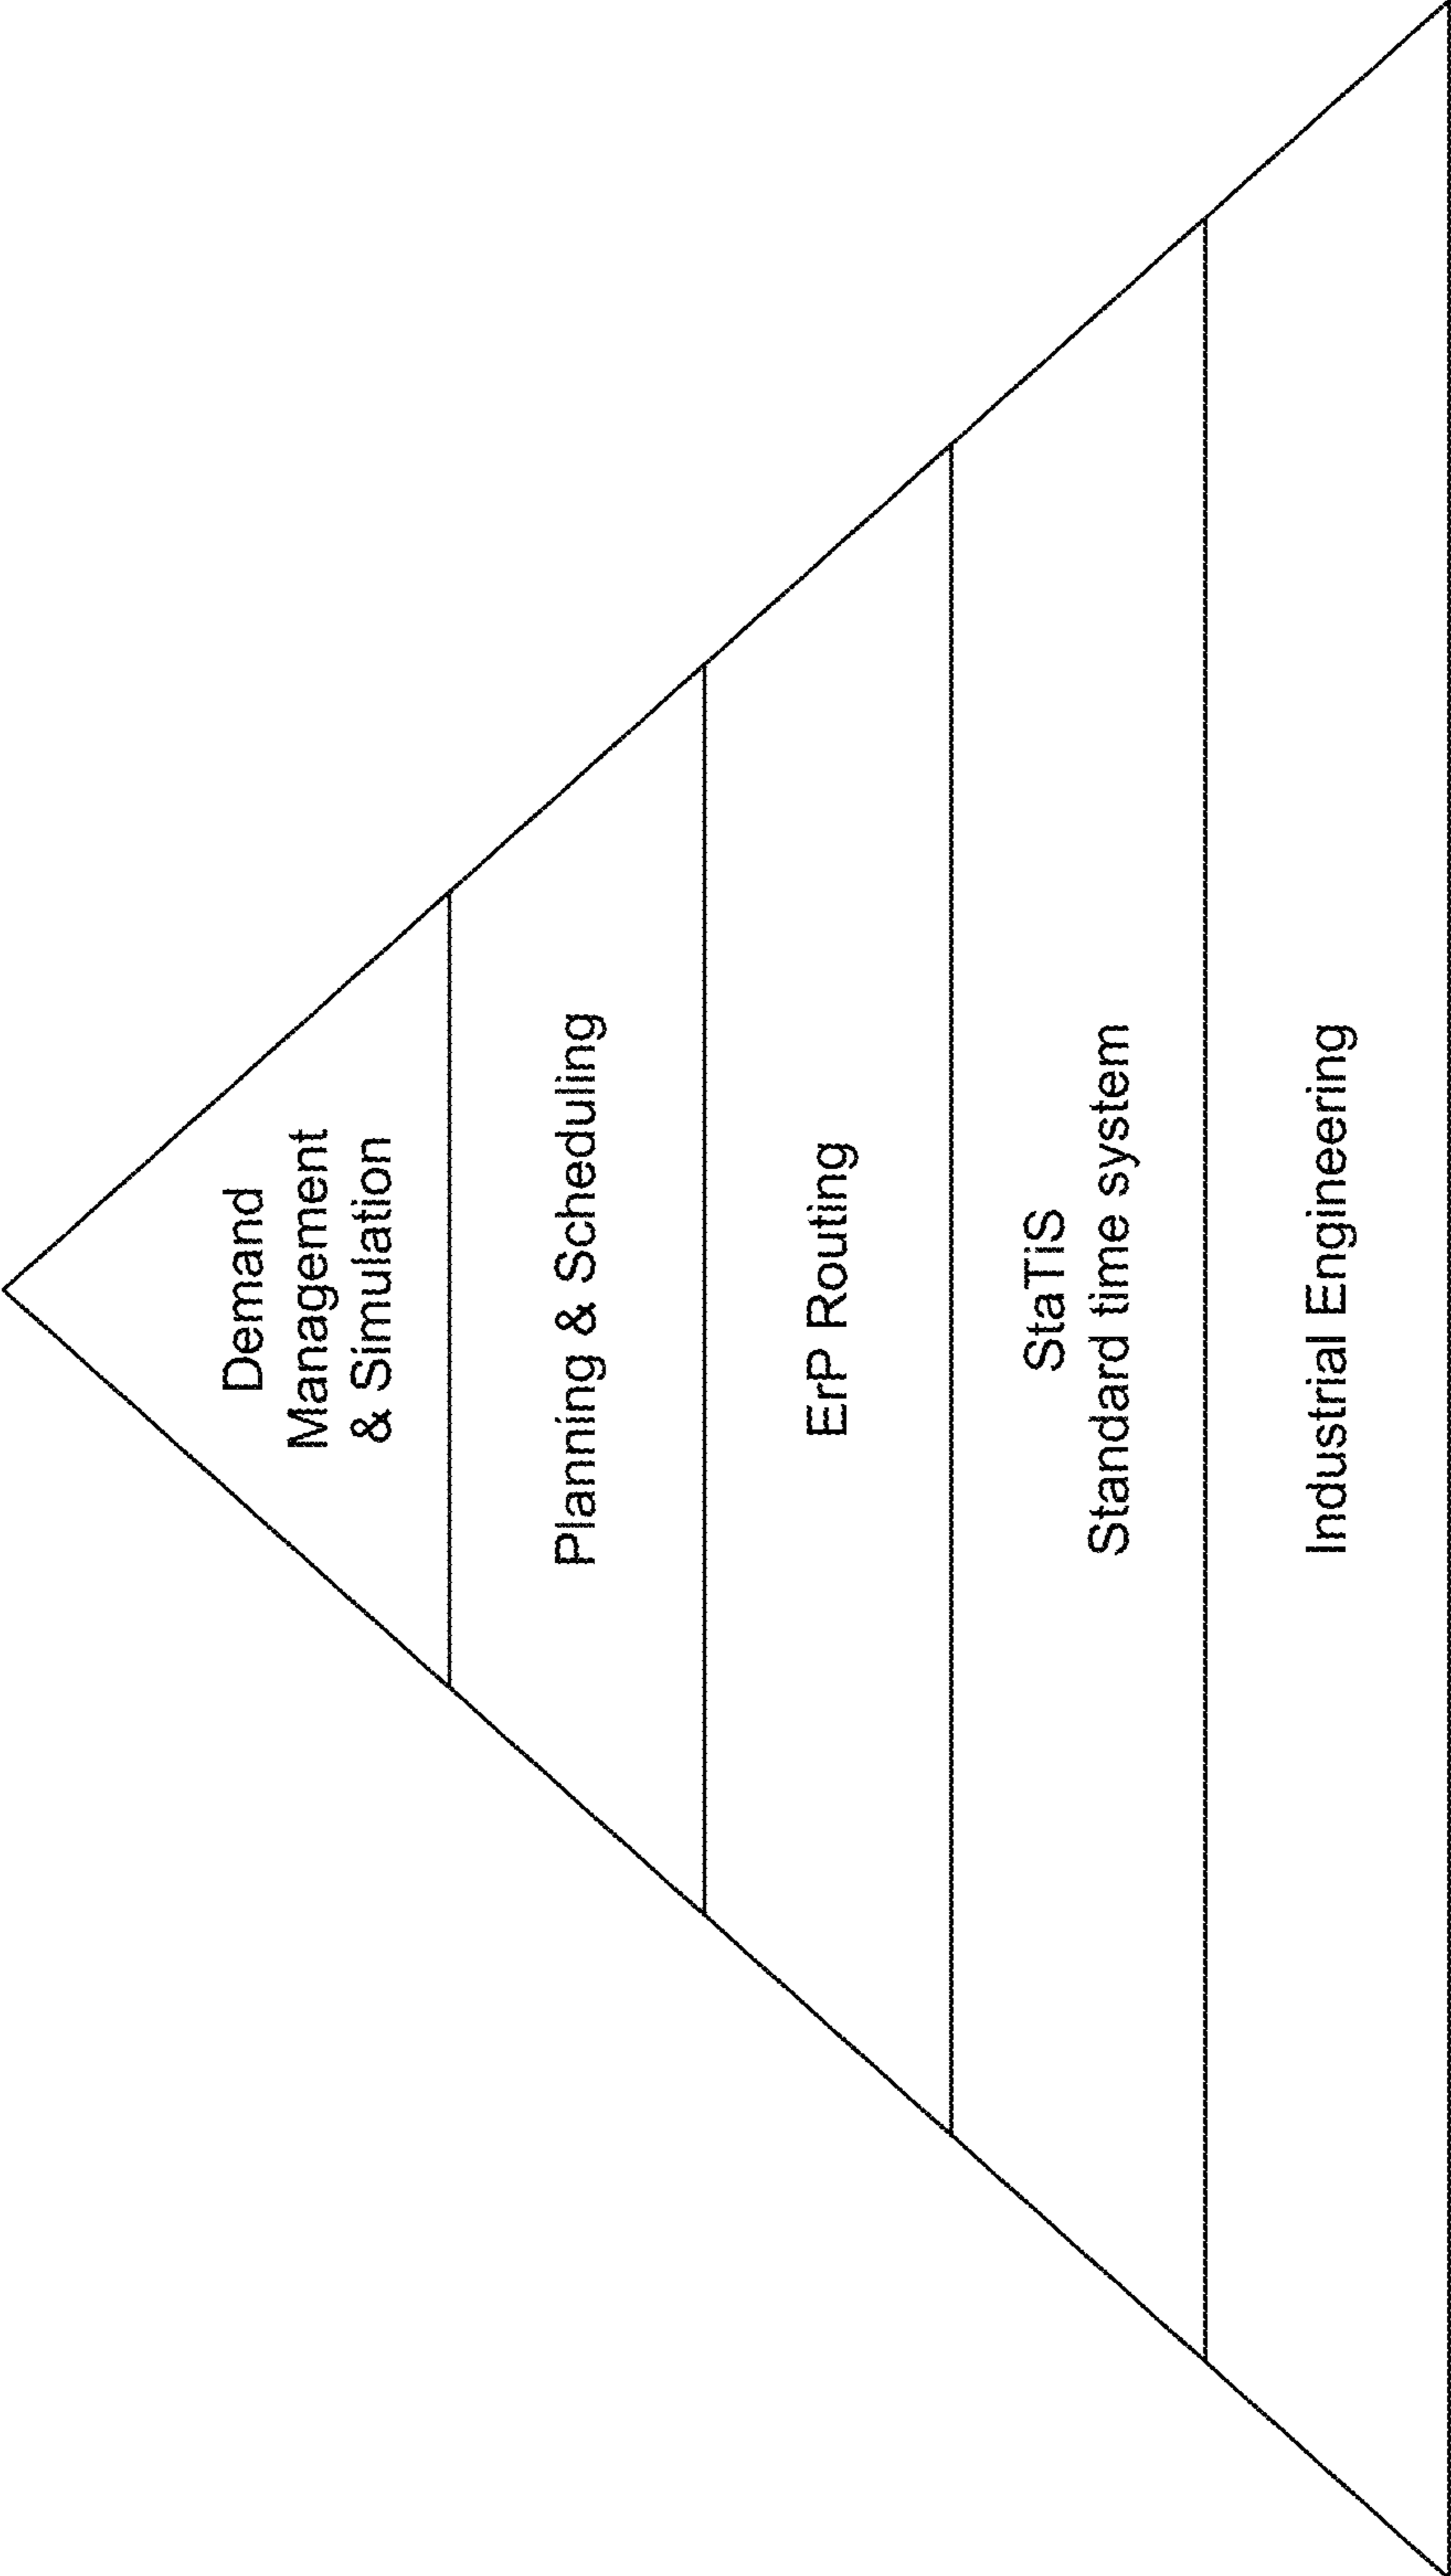 Demand
Management
& Simulation
Planning & Scheduling
ErP Routing
StaTiS
Standard time system
Industrial Engineering